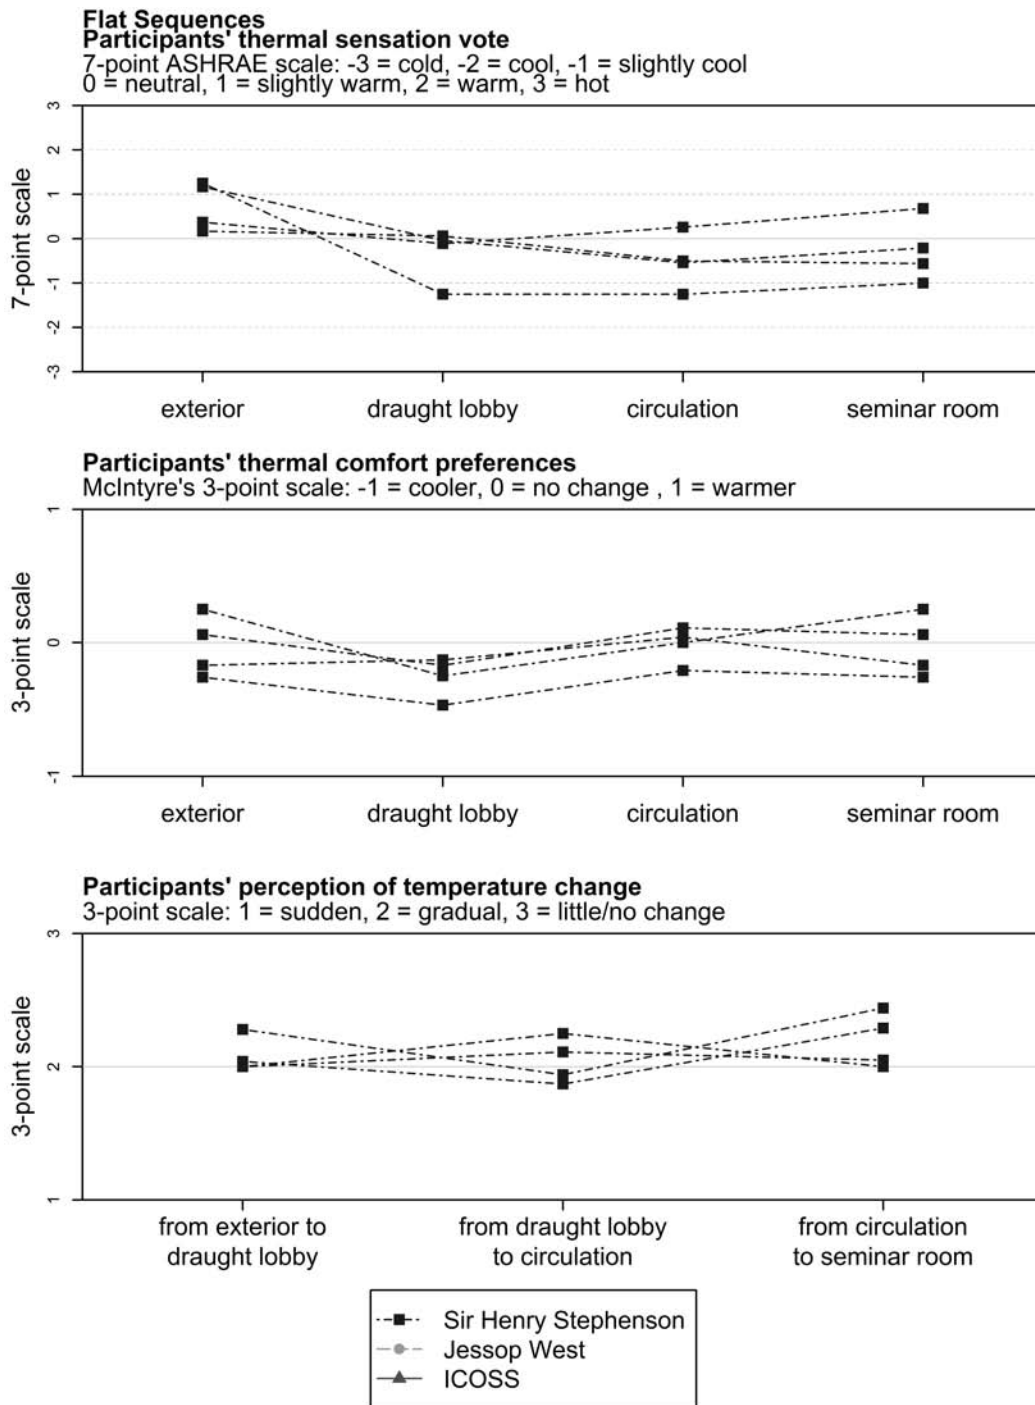 Flat Sequences
Participants' thermal sensation vote
7-point ASHRAE scale: -3 = cold, -2 = cool, -1 = slightly cool
0 = neutral, 1 = slightly warm, 2 = warm, 3 = hot
3
2
1
0
-1
-2
-3
7-point scale
exterior draught lobby circulation seminar room
Participants' thermal comfort preferences
McIntyre's 3-point scale: -1 = cooler, 0 = no change , 1 = warmer
1
0
-1
3-point scale
exterior draught lobby circulation seminar room
Participants' perception of temperature change
3-point scale: 1 = sudden, 2 = gradual, 3 = little/no change
3
2
1
3-point scale
from exterior to draught lobby
from draught lobby to circulation
from circulation to seminar room
Sir Henry Stephenson
Jessop West
ICOSS